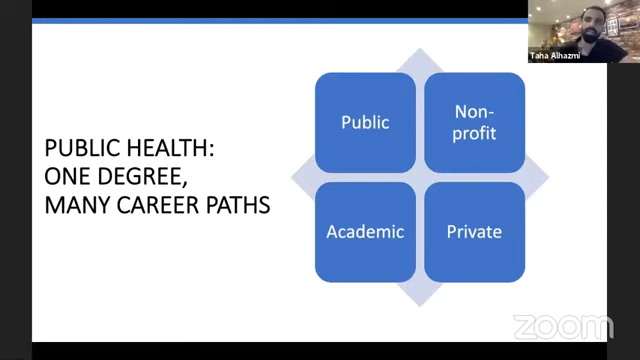 Taha Alhazmi
PUBLIC HEALTH:
ONE DEGREE,
MANY CAREER PATHS
Public
Non-
profit
Academic
Private
zoom